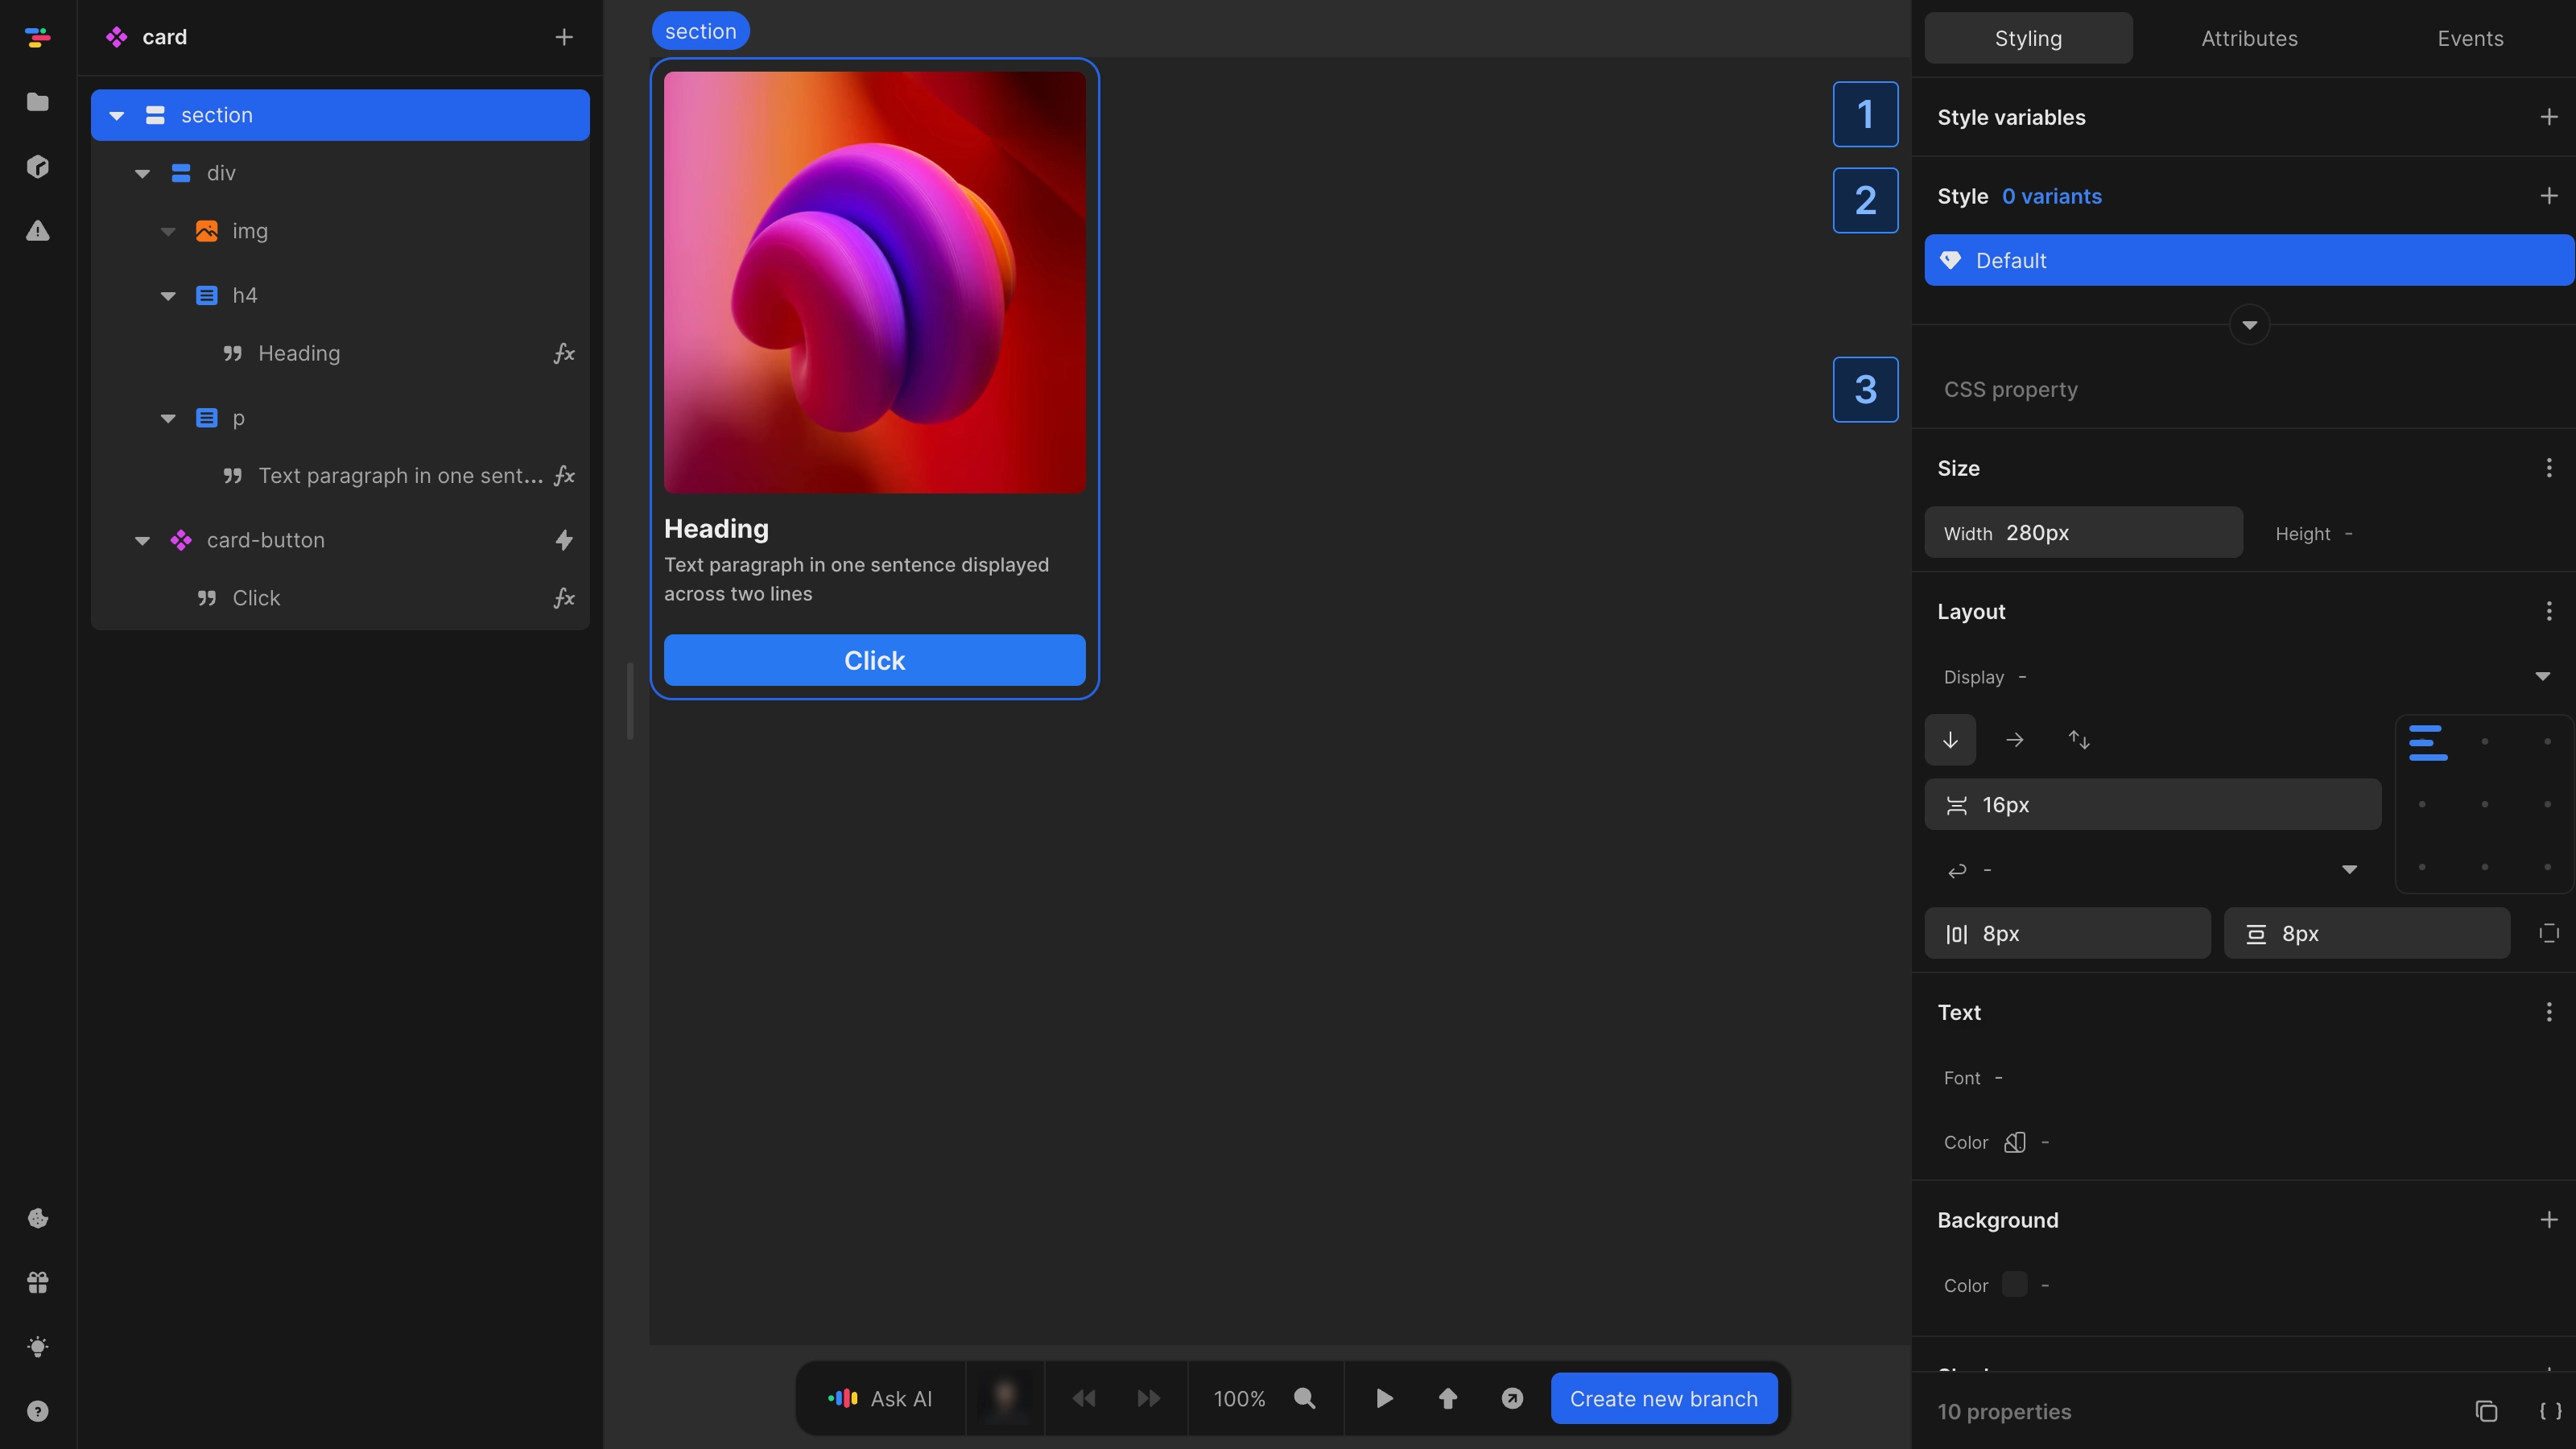 card
section
div
img
h4
Heading
fx
p
Text paragraph in one sent...
fx
card-button
Click
fx
section
Heading
Text paragraph in one sentence displayed
across two lines
Click
1
2
3
Ask AI
100%
Create new branch
Styling
Attributes
Events
Style variables
Style 0 variants
Default
CSS property
Size
Width 280px
Height -
Layout
Display -
16px
-
8px
8px
Text
Font -
Color -
Background
Color -
10 properties
{ }